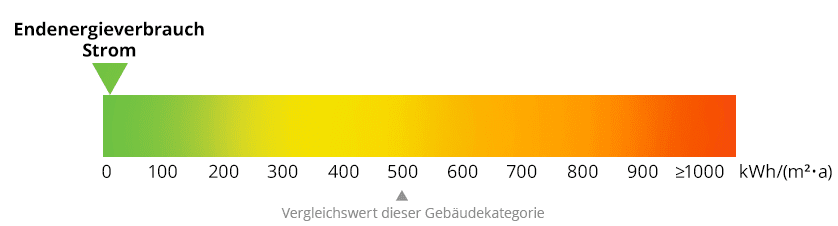 Endenergieverbrauch
Strom
0 100 200 300 400 500 600 700 800 900 ≥1000 kWh/(m²·a)
Vergleichswert dieser Gebäudekategorie